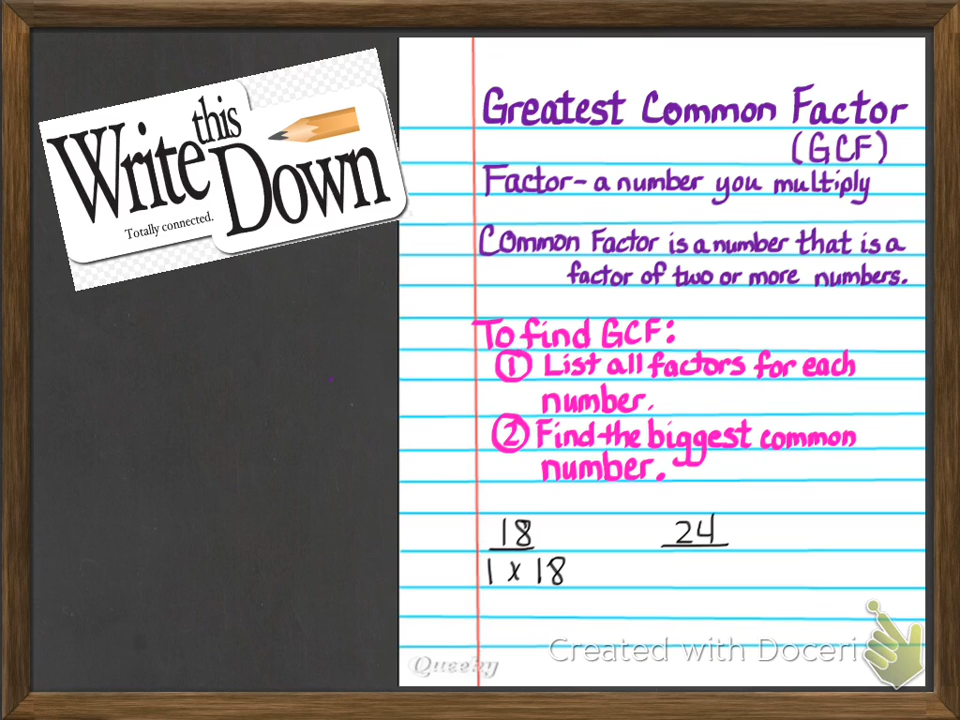 Write this Down
Totally connected.
Greatest Common Factor
(GCF)
Factor - a number you multiply
Common Factor is a number that is a
factor of two or more numbers.
To find GCF:
① List all factors for each
number.
② Find the biggest common
number.
18 24
1 x 18
Created with Doceri
Queeky